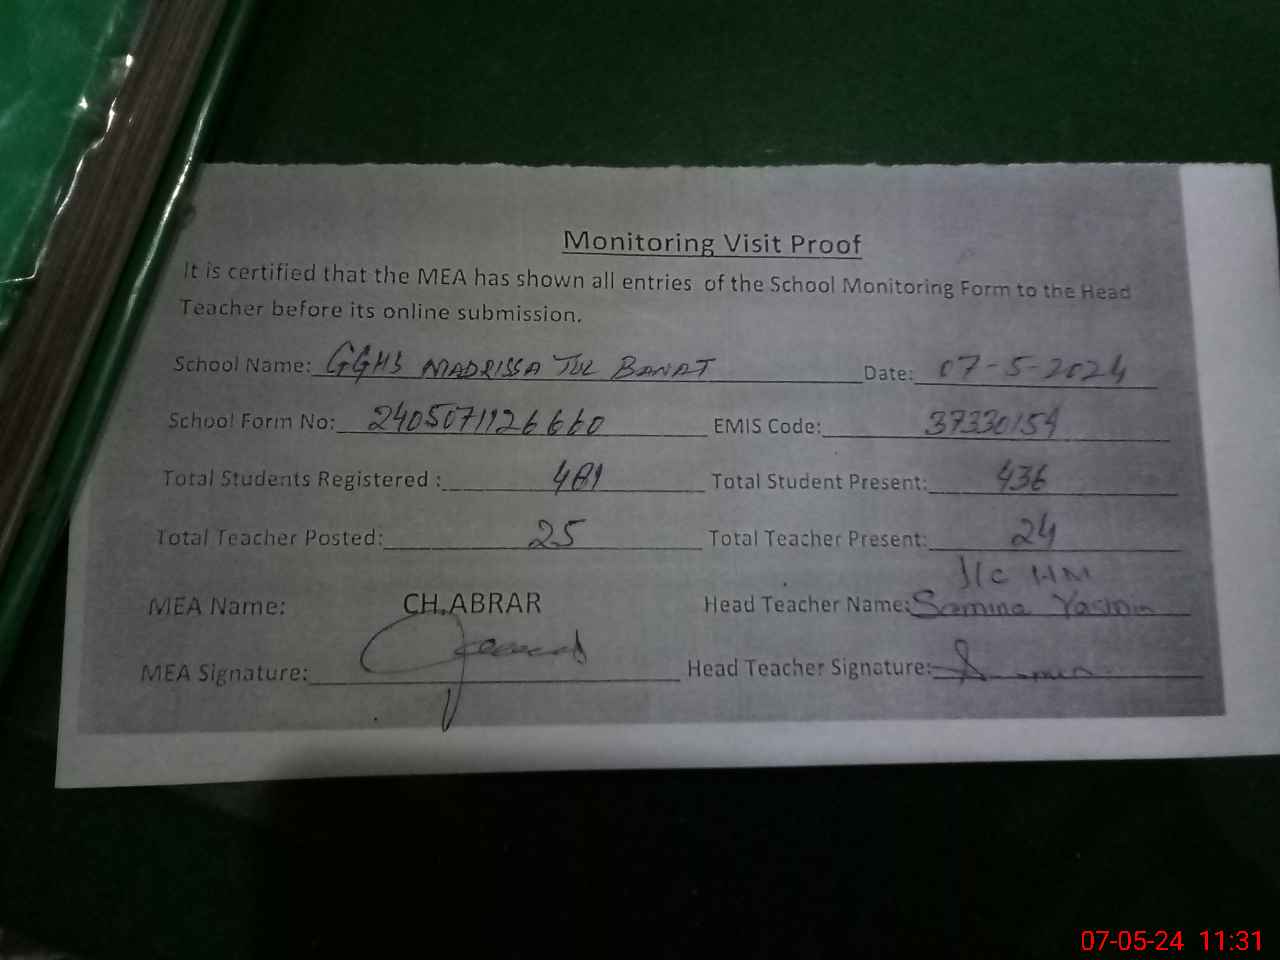 Monitoring Visit Proof
It is certified that the MEA has shown all entries of the School Monitoring Form to the Head
Teacher before its online submission.
School Name: GGHS MADRISSA TUL BANAT Date: 07-5-2024
School Form No: 2405071126660 EMIS Code: 37330154
Total Students Registered : 481 Total Student Present: 436
Total Teacher Posted: 25 Total Teacher Present: 24
I/C HM
MEA Name: CH.ABRAR Head Teacher Name: Samina Yasmin
MEA Signature: Head Teacher Signature:
07-05-24 11:31